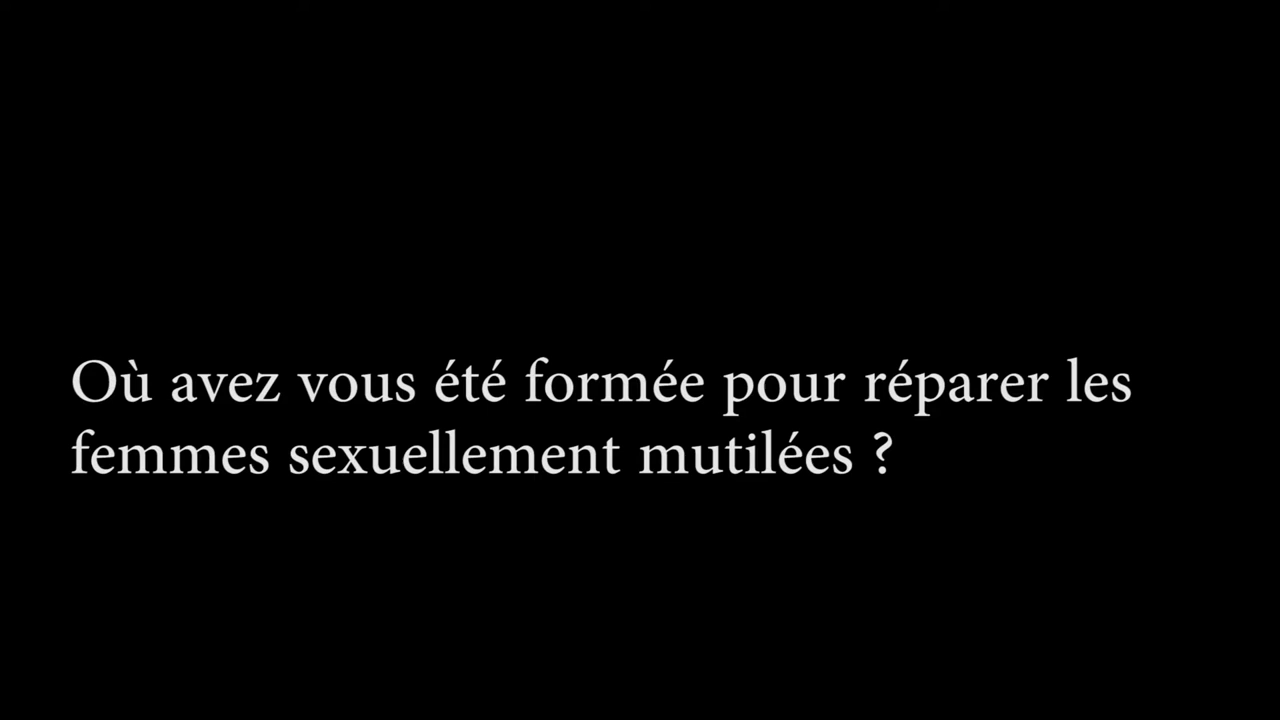 Où avez vous été formée pour réparer les
femmes sexuellement mutilées ?